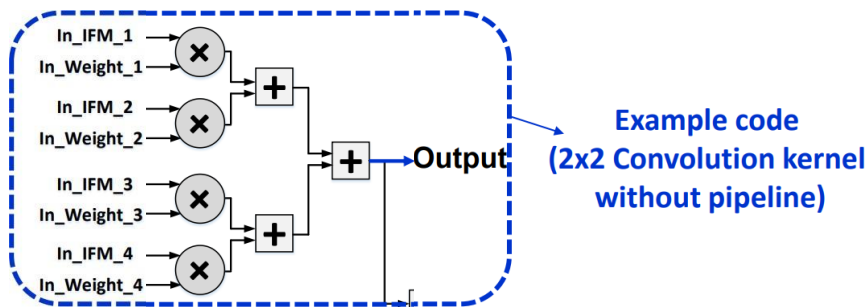 In_IFM_1
In_Weight_1
In_IFM_2
In_Weight_2
In_IFM_3
In_Weight_3
In_IFM_4
In_Weight_4
×
×
×
×
+
+
+
Output
Example code
(2x2 Convolution kernel
without pipeline)